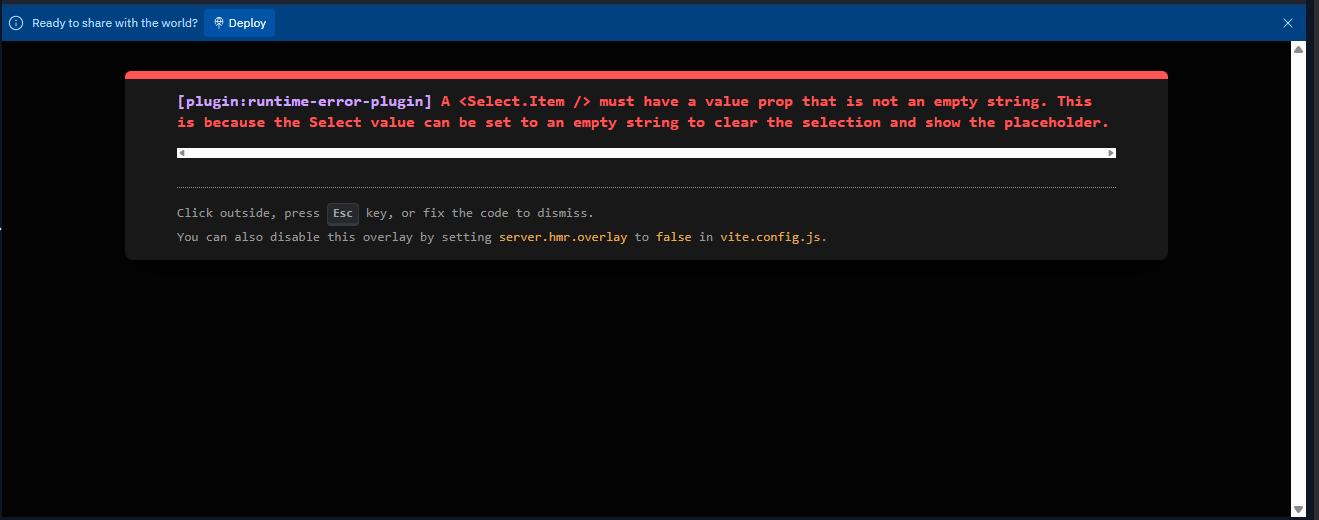 Ready to share with the world? Deploy
[plugin:runtime-error-plugin] A <Select.Item /> must have a value prop that is not an empty string. This
is because the Select value can be set to an empty string to clear the selection and show the placeholder.
Click outside, press Esc key, or fix the code to dismiss.
You can also disable this overlay by setting server.hmr.overlay to false in vite.config.js.